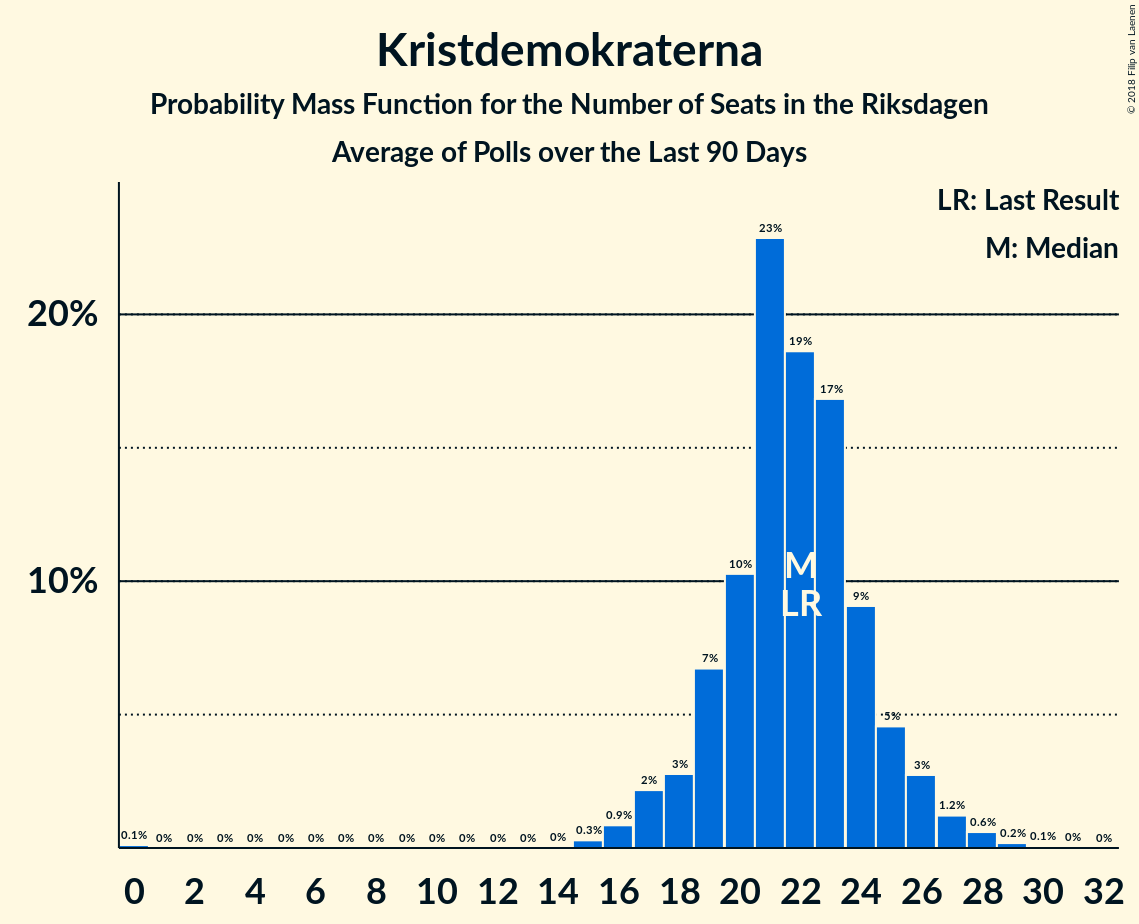 Kristdemokraterna
Probability Mass Function for the Number of Seats in the Riksdagen
Average of Polls over the Last 90 Days
© 2018 Filip van Laenen
LR: Last Result
M: Median
20%
10%
0.1% 0% 0% 0% 0% 0% 0% 0% 0% 0% 0% 0% 0% 0% 0% 0.3% 0.9% 2% 3% 7% 10% 23% 19% 17% 9% 5% 3% 1.2% 0.6% 0.2% 0.1% 0% 0%
M
LR
0 2 4 6 8 10 12 14 16 18 20 22 24 26 28 30 32